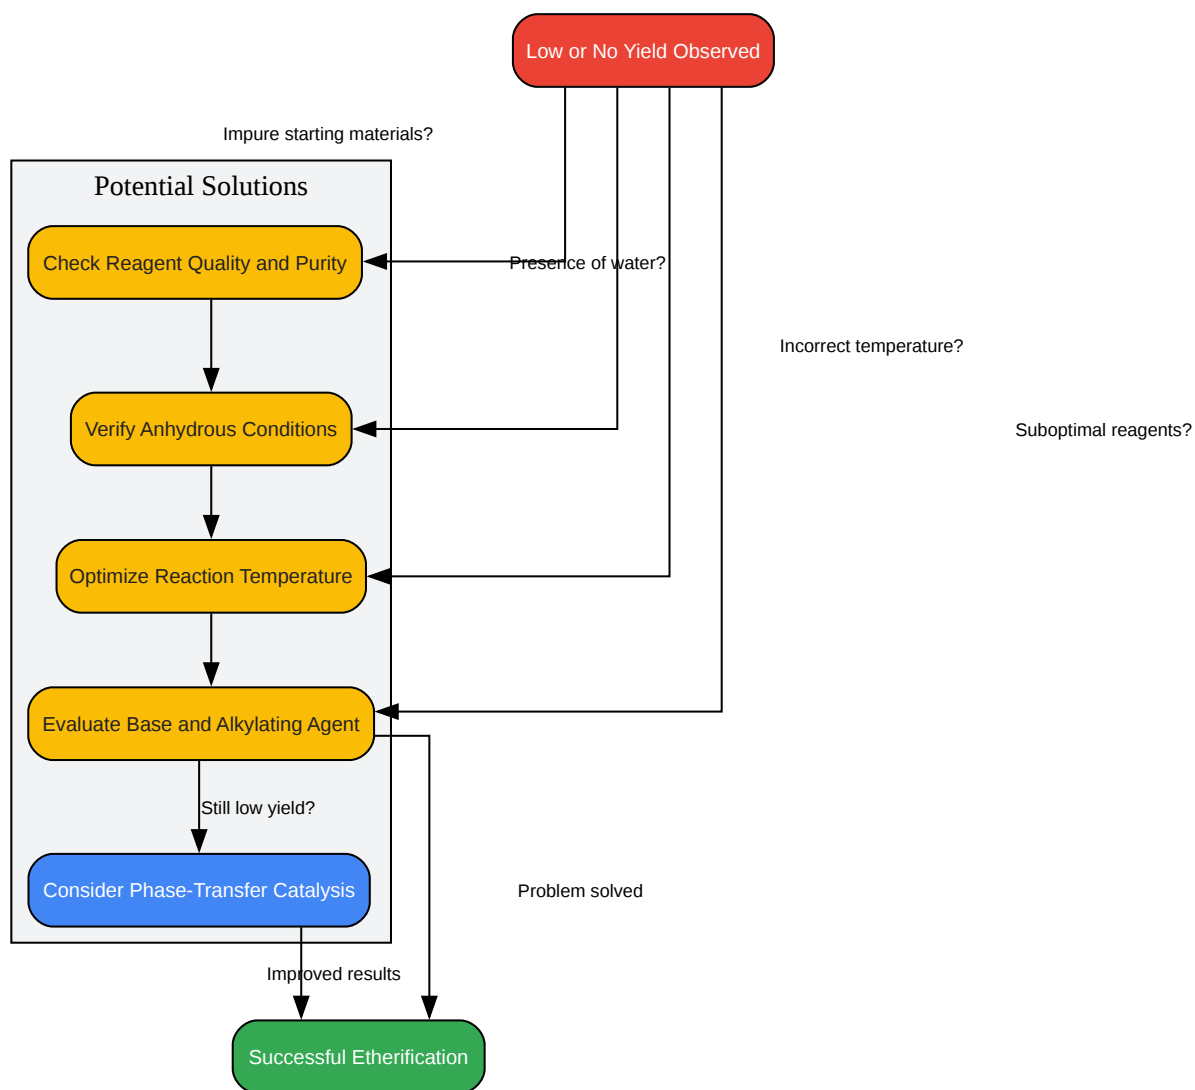 Low or No Yield Observed
Impure starting materials?
Potential Solutions
Check Reagent Quality and Purity
Presence of water?
Incorrect temperature?
Verify Anhydrous Conditions
Suboptimal reagents?
Optimize Reaction Temperature
Evaluate Base and Alkylating Agent
Still low yield?
Consider Phase-Transfer Catalysis
Problem solved
Improved results
Successful Etherification